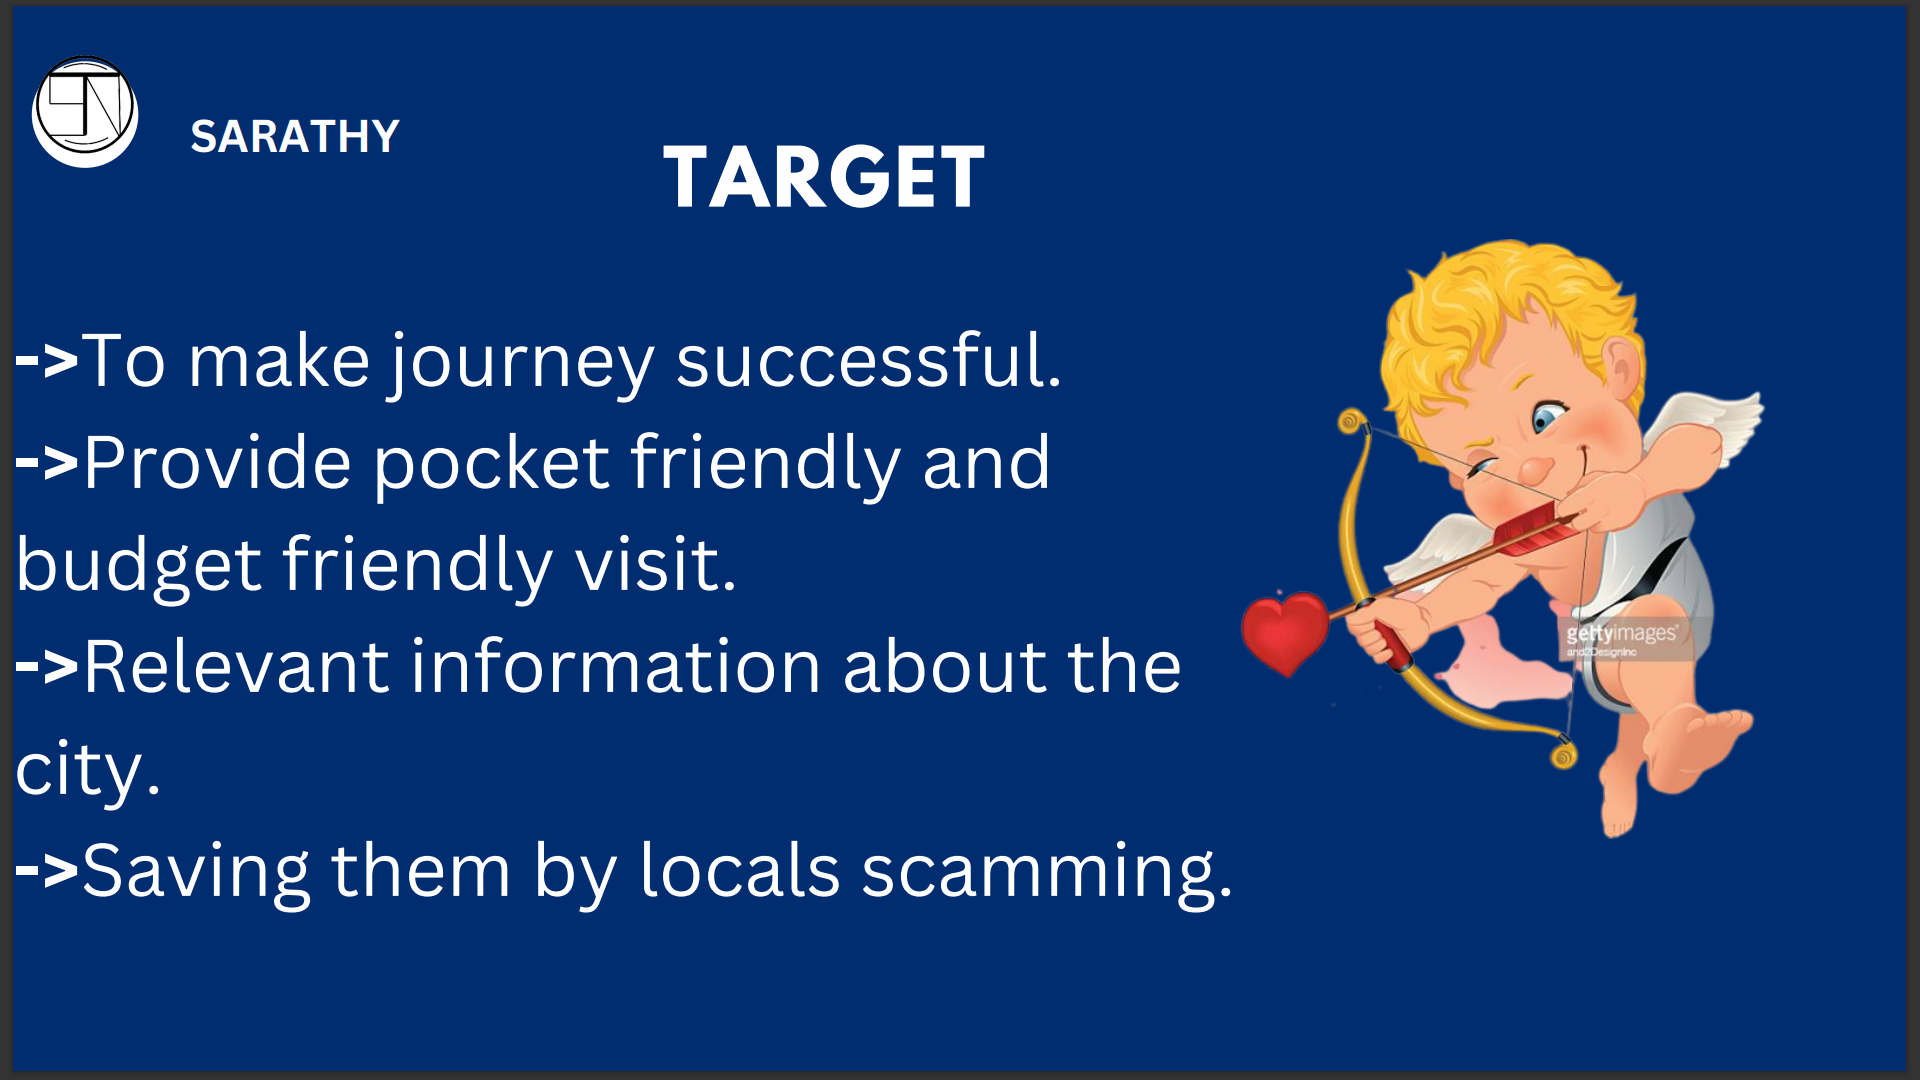 SARATHY
TARGET
->To make journey successful.
->Provide pocket friendly and
budget friendly visit.
->Relevant information about the
city.
->Saving them by locals scamming.
gettyimages®
and2DesignInc